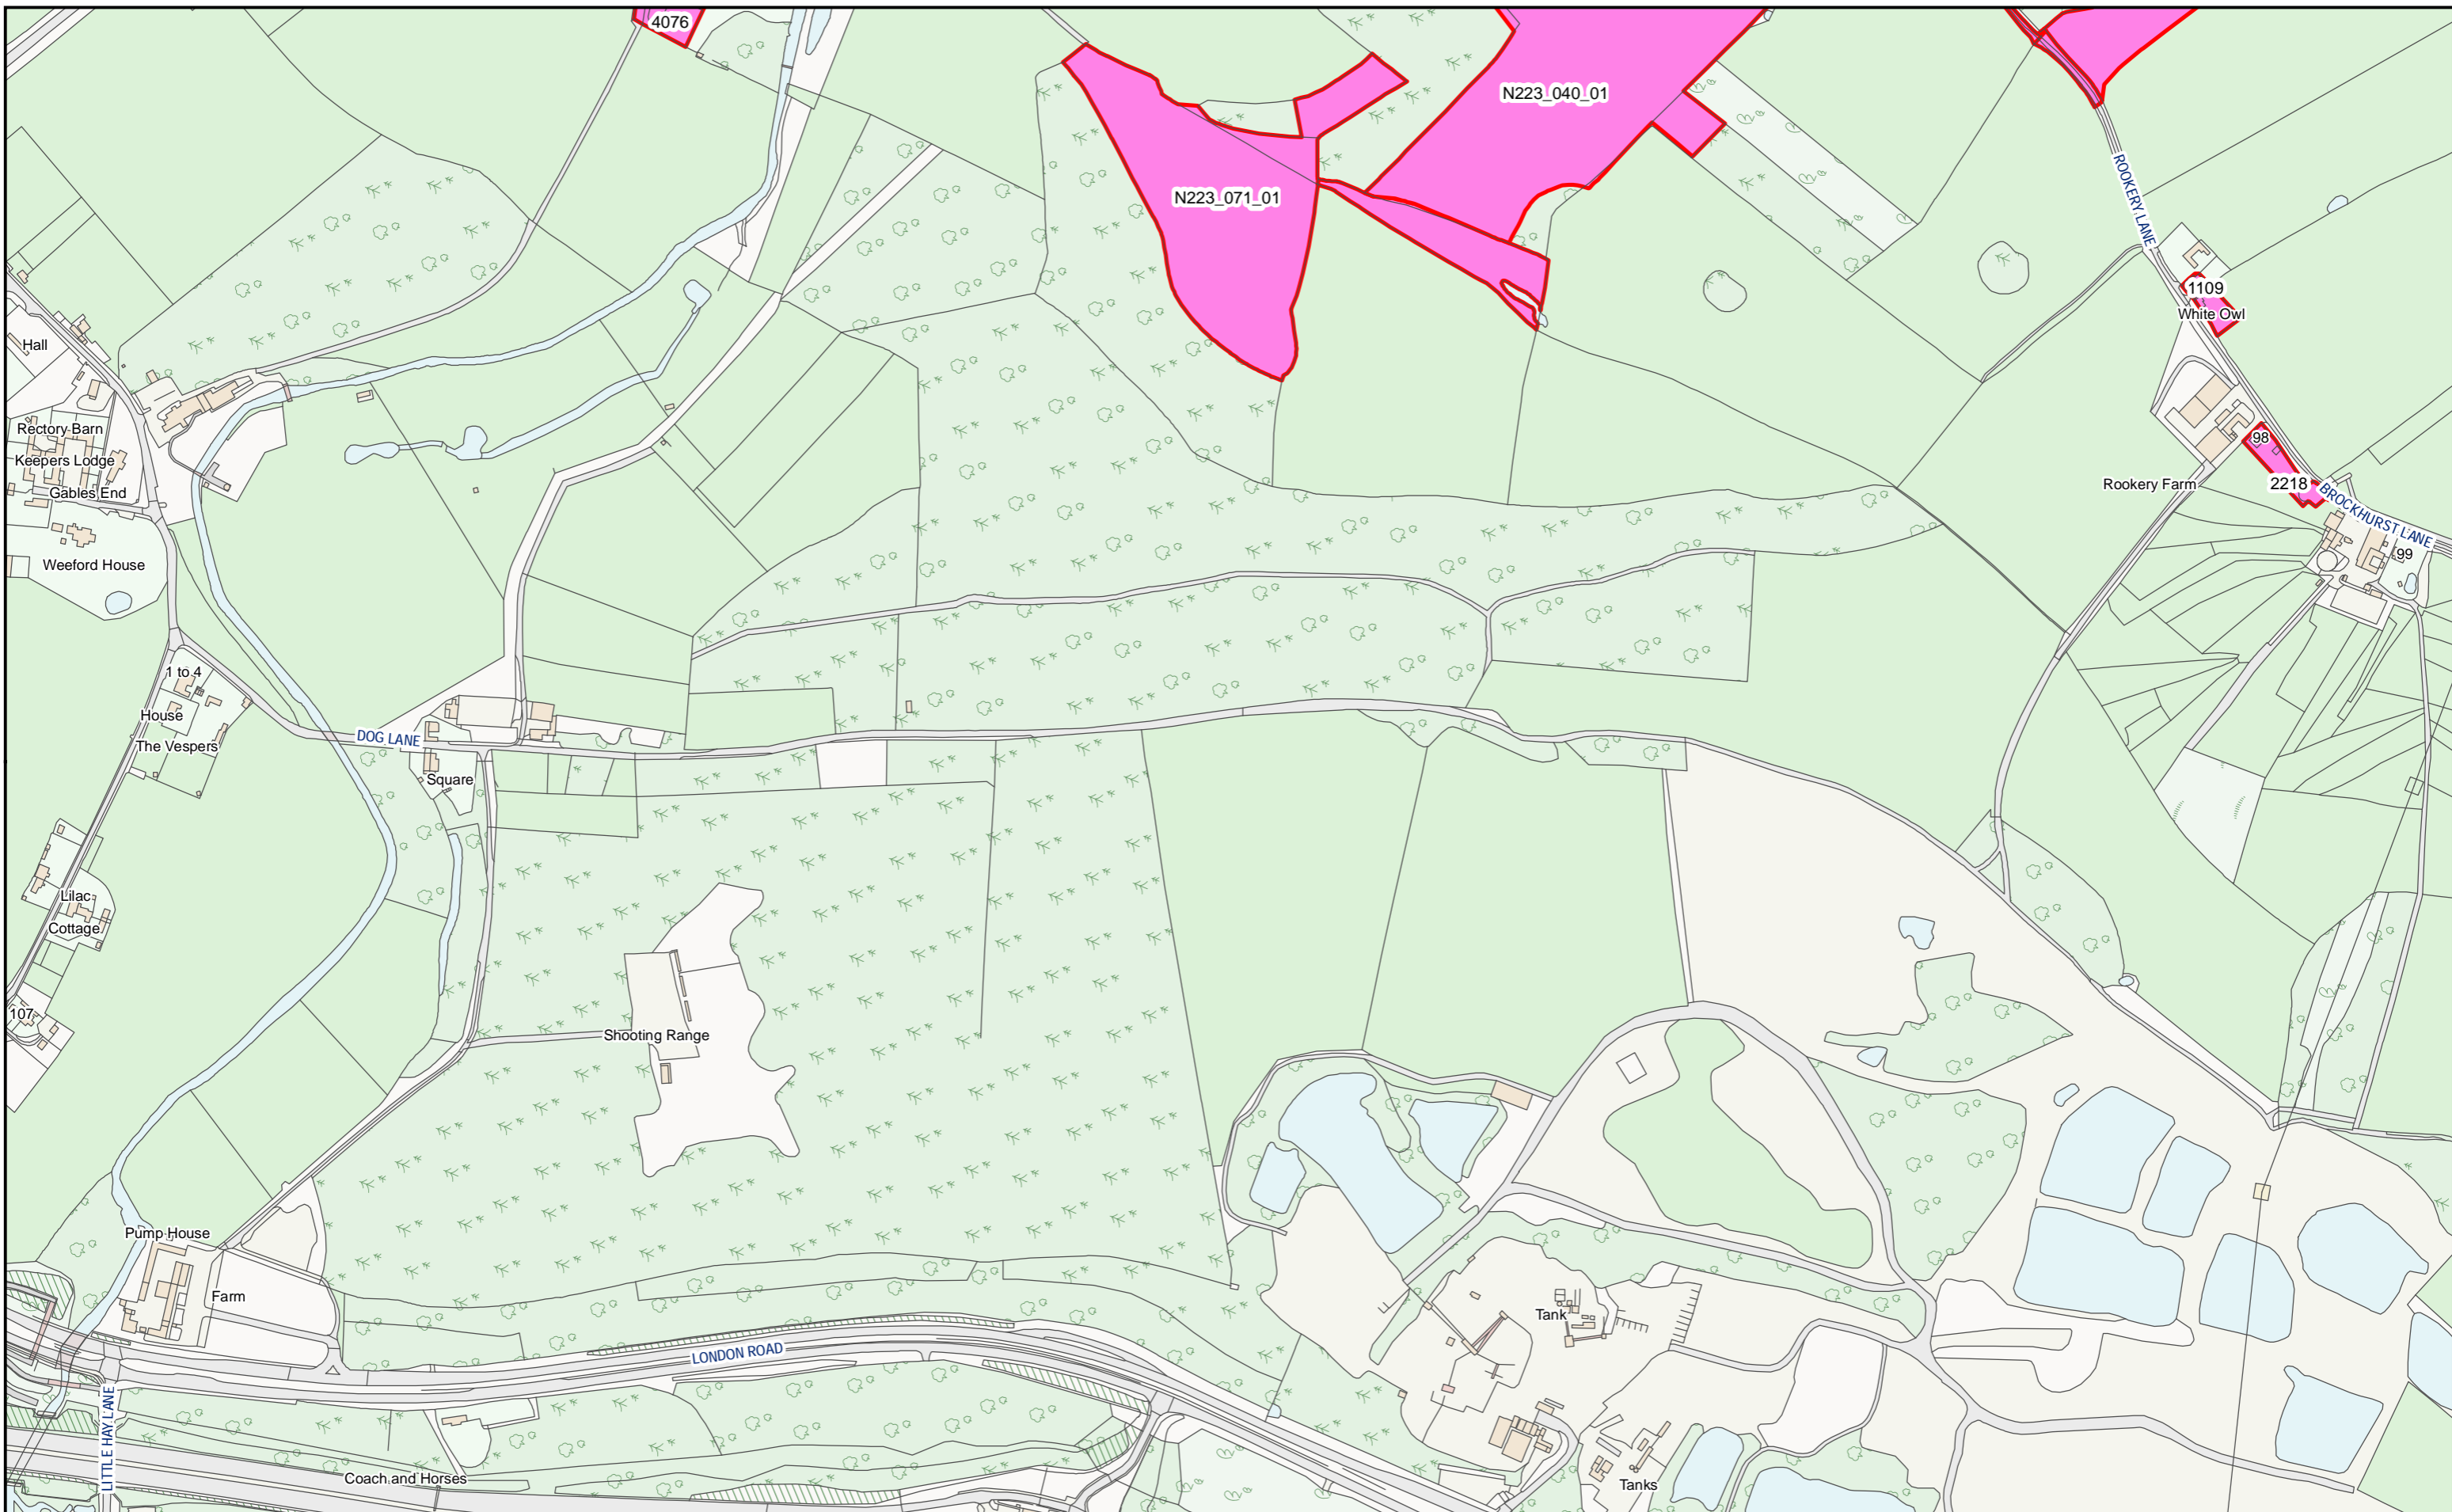 4076
N223_040_01
N223_071_01
ROOKERY LANE
1109
White Owl
Hall
Rectory Barn
Keepers Lodge
Gables End
98
2218
Rookery Farm
BROCKHURST LANE
99
Weeford House
1 to 4
House
The Vespers
DOG LANE
Square
Lilac
Cottage
107
Shooting Range
Pump House
Farm
Tank
LONDON ROAD
LITTLE HAY LANE
Coach and Horses
Tanks